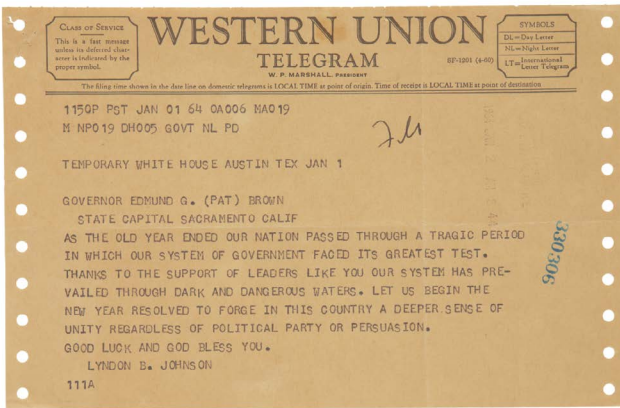 CLASS OF SERVICE
This is a fast message
unless its deferred char-
acter is indicated by the
proper symbol.
WESTERN UNION
TELEGRAM
W. P. MARSHALL, PRESIDENT
SF-1201 (4-60)
SYMBOLS
DL=Day Letter
NL=Night Letter
LT=International Letter Telegram
The filing time shown in the date line on domestic telegrams is LOCAL TIME at point of origin. Time of receipt is LOCAL TIME at point of destination
1150P PST JAN 01 64 OA006 MA019
M NP019 DH005 GOVT NL PD
TEMPORARY WHITE HOUSE AUSTIN TEX JAN 1
GOVERNOR EDMUND G. (PAT) BROWN
STATE CAPITAL SACRAMENTO CALIF
AS THE OLD YEAR ENDED OUR NATION PASSED THROUGH A TRAGIC PERIOD
IN WHICH OUR SYSTEM OF GOVERNMENT FACED ITS GREATEST TEST.
THANKS TO THE SUPPORT OF LEADERS LIKE YOU OUR SYSTEM HAS PRE-
VAILED THROUGH DARK AND DANGEROUS WATERS. LET US BEGIN THE
NEW YEAR RESOLVED TO FORGE IN THIS COUNTRY A DEEPER SENSE OF
UNITY REGARDLESS OF POLITICAL PARTY OR PERSUASION.
GOOD LUCK AND GOD BLESS YOU.
LYNDON B. JOHNSON
111A
330306